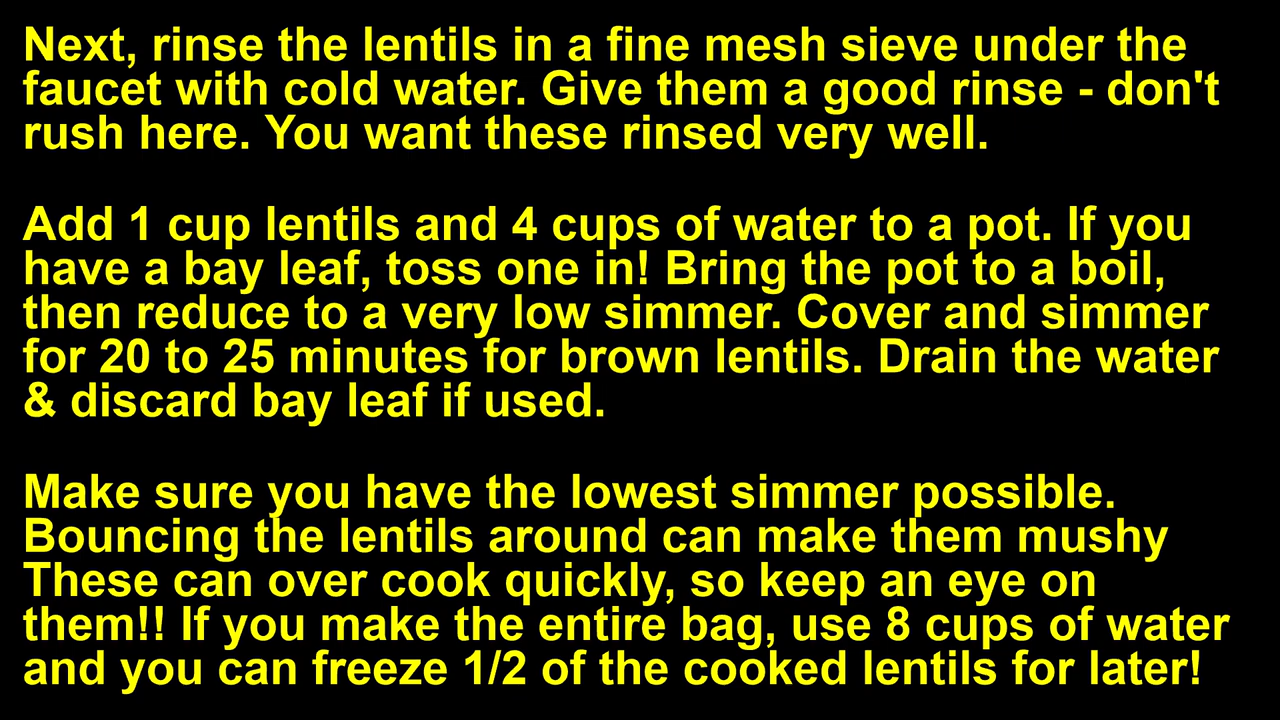 Next, rinse the lentils in a fine mesh sieve under the
faucet with cold water. Give them a good rinse - don't
rush here. You want these rinsed very well.
Add 1 cup lentils and 4 cups of water to a pot. If you
have a bay leaf, toss one in! Bring the pot to a boil,
then reduce to a very low simmer. Cover and simmer
for 20 to 25 minutes for brown lentils. Drain the water
& discard bay leaf if used.
Make sure you have the lowest simmer possible.
Bouncing the lentils around can make them mushy
These can over cook quickly, so keep an eye on
them!! If you make the entire bag, use 8 cups of water
and you can freeze 1/2 of the cooked lentils for later!